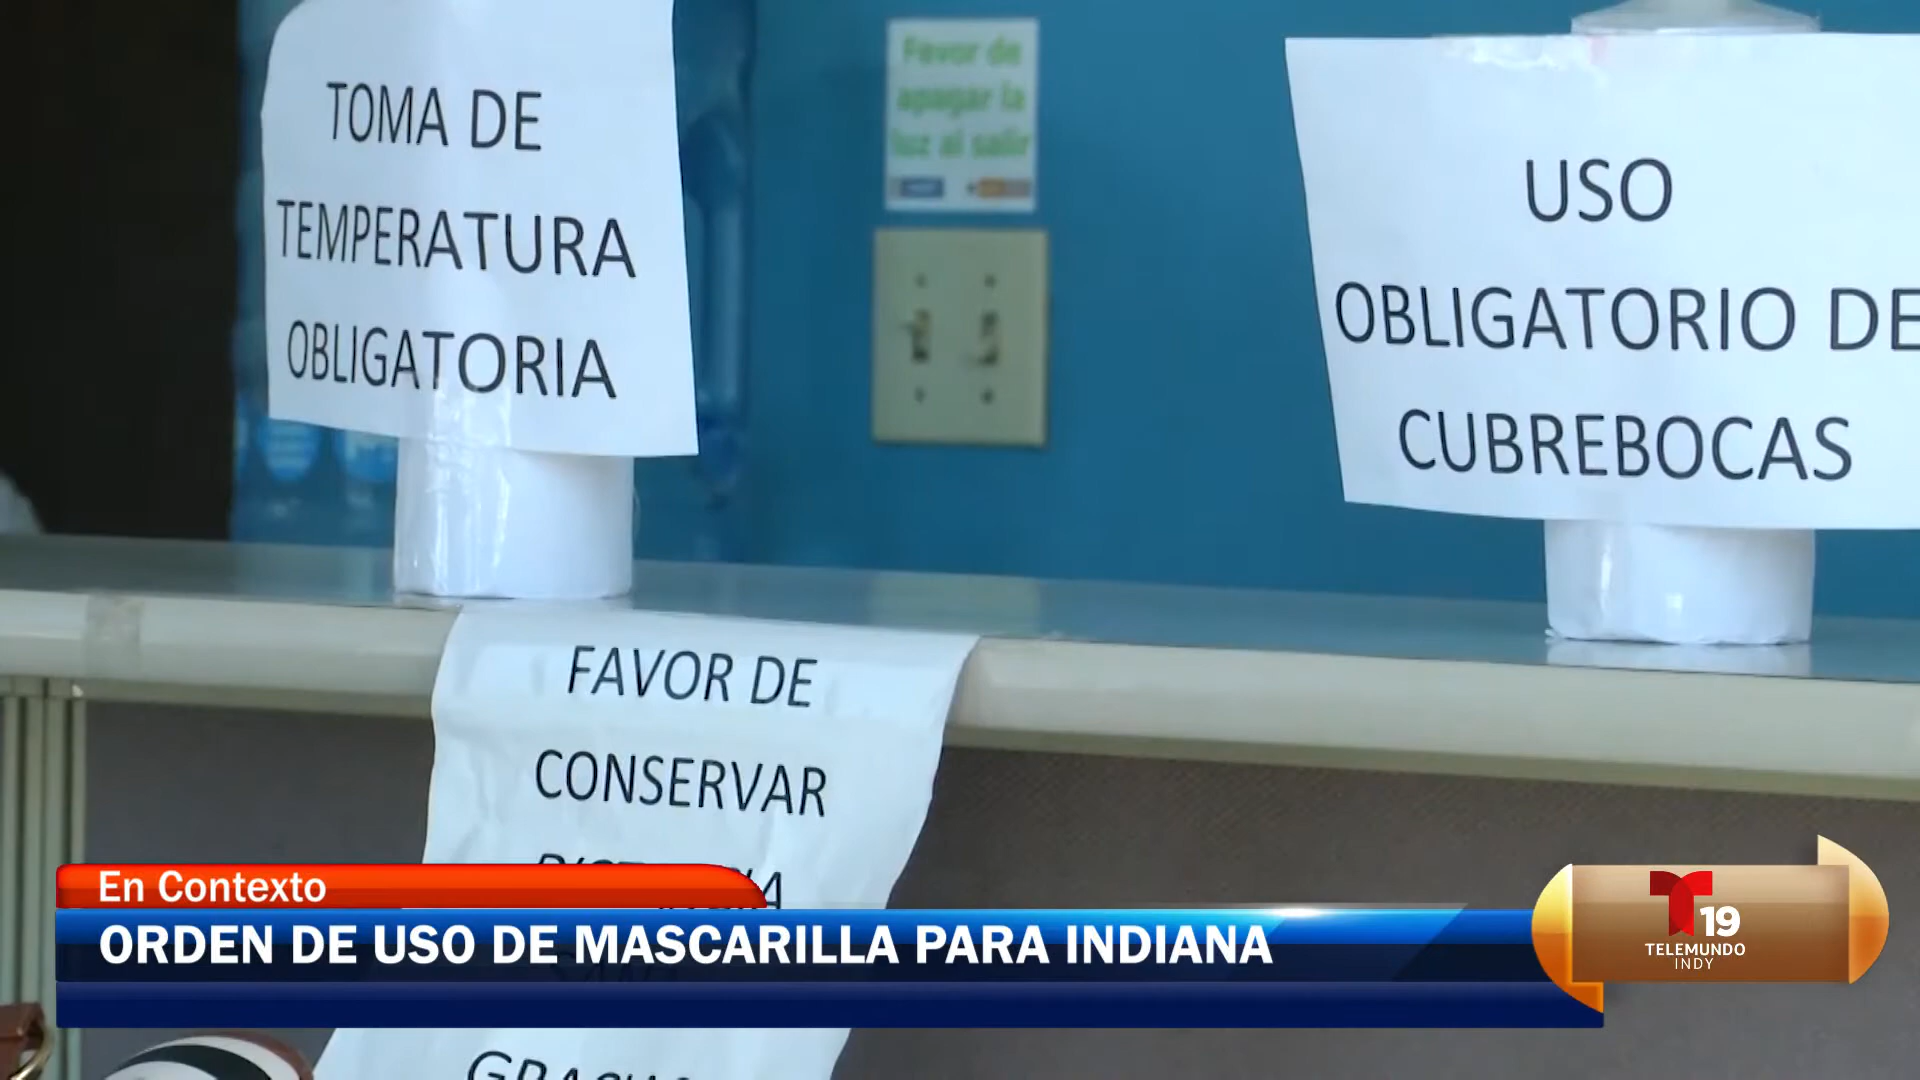 TOMA DE
TEMPERATURA
OBLIGATORIA
Favor de
apagar la
luz al salir
USO
OBLIGATORIO DE
CUBREBOCAS
FAVOR DE
CONSERVAR
GRACIAS
En Contexto
ORDEN DE USO DE MASCARILLA PARA INDIANA
19
TELEMUNDO
INDY